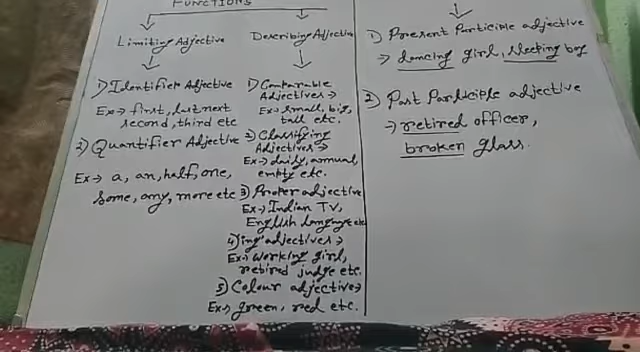 FUNCTIONS
Limiting Adjective
1) Identifier Adjective
Ex → first, last next
second, third etc
2) Quantifier Adjective
Ex → a, an, half, one,
some, any, more etc
Describing Adjective
1) Comparable
Adjectives →
Ex → small, big,
tall etc.
2) Classifying
Adjectives →
Ex → daily, annual,
empty etc.
3) Proper adjective
Ex → Indian TV,
English language etc
4) 'ing' adjectives →
Ex → working girl,
retired judge etc.
5) Colour adjective →
Ex → green, red etc.
1) Present Participle adjective
→ dancing girl, sleeping boy
2) Past Participle adjective
→ retired officer,
broken glass.